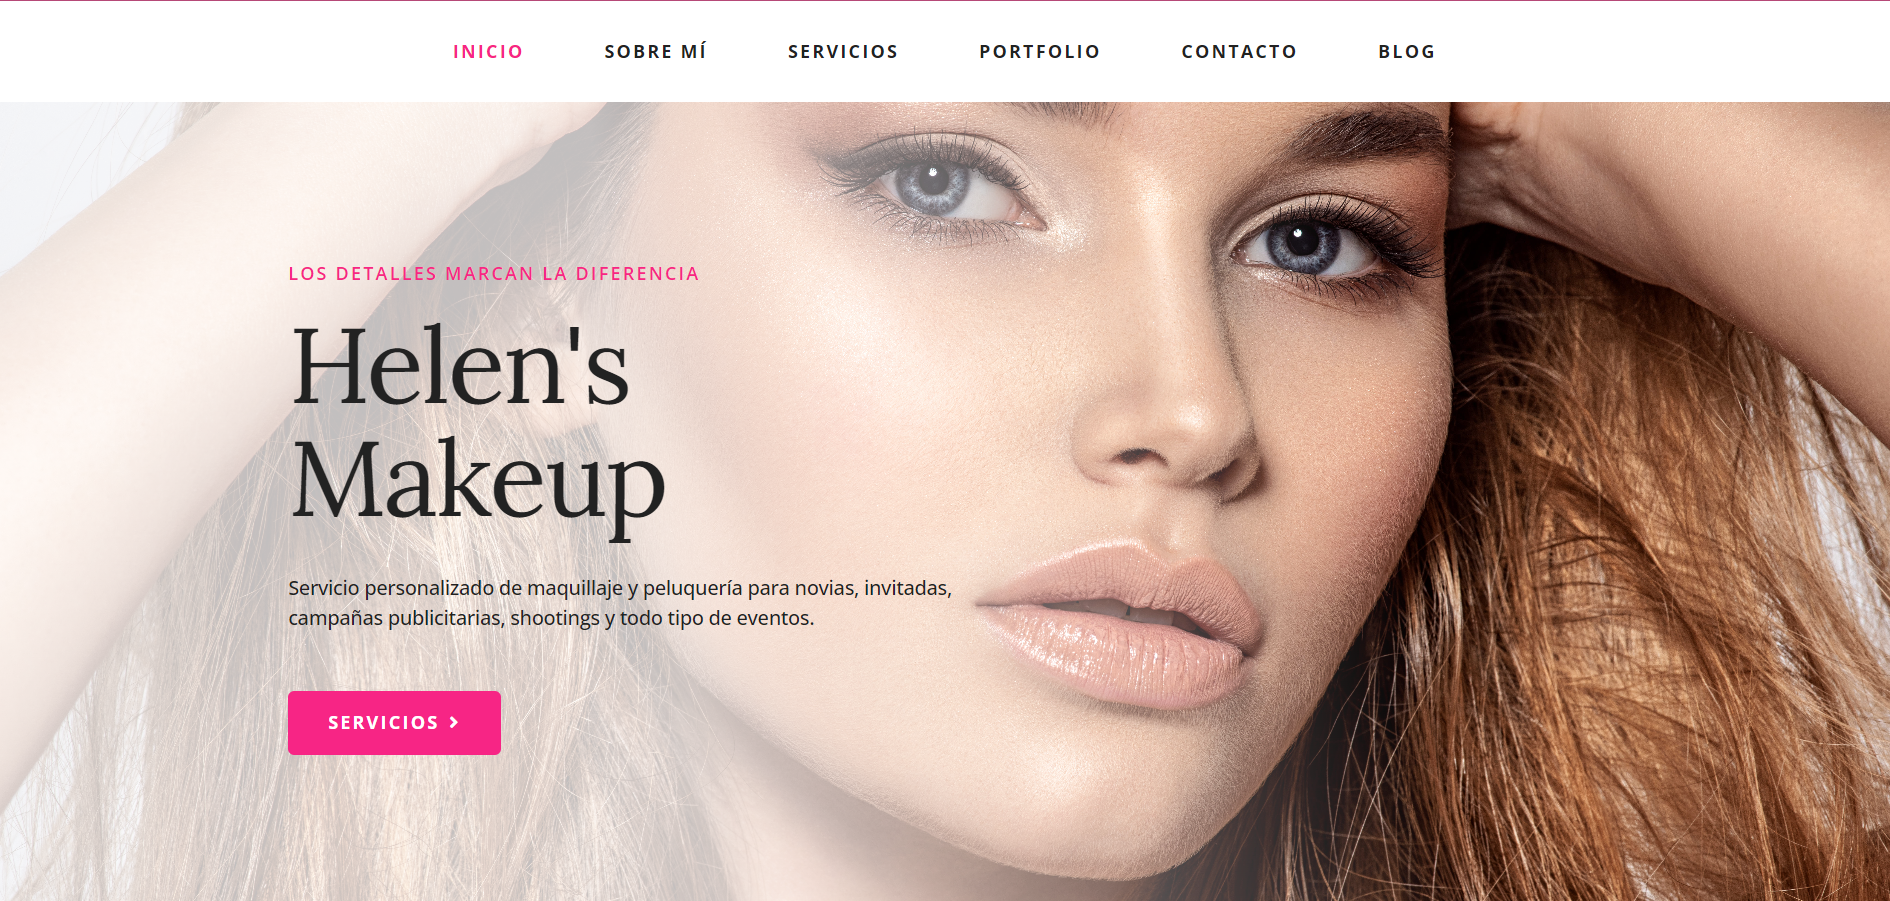 INICIO SOBRE MÍ SERVICIOS PORTFOLIO CONTACTO BLOG
LOS DETALLES MARCAN LA DIFERENCIA
Helen's
Makeup
Servicio personalizado de maquillaje y peluquería para novias, invitadas,
campañas publicitarias, shootings y todo tipo de eventos.
SERVICIOS